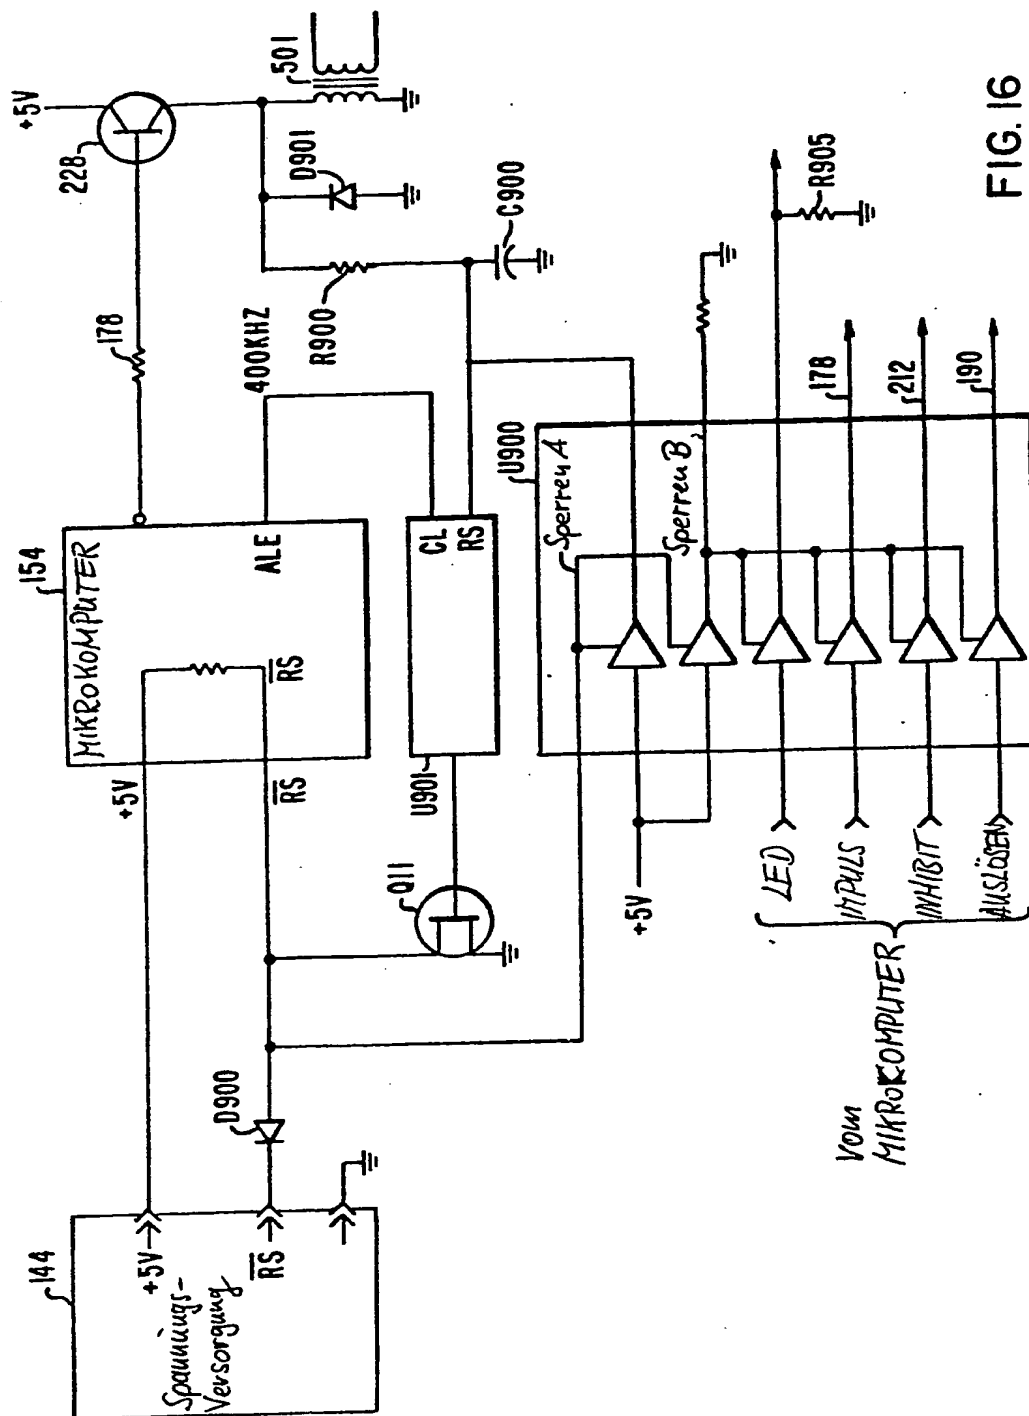 144
Spannungs-
Versorgung
+5V
RS
D900
+5V
RS
154
MIKROKOMPUTER
RS
ALE
400KHZ
178
228
+5V
501
D901
R900
C900
Q11
U901
CL
RS
U900
Sperren A
Sperren B
+5V
LED
IMPULS
INHIBIT
AUSLÖSEN
Vom
MIKROKOMPUTER
178
212
190
R905
FIG. 16